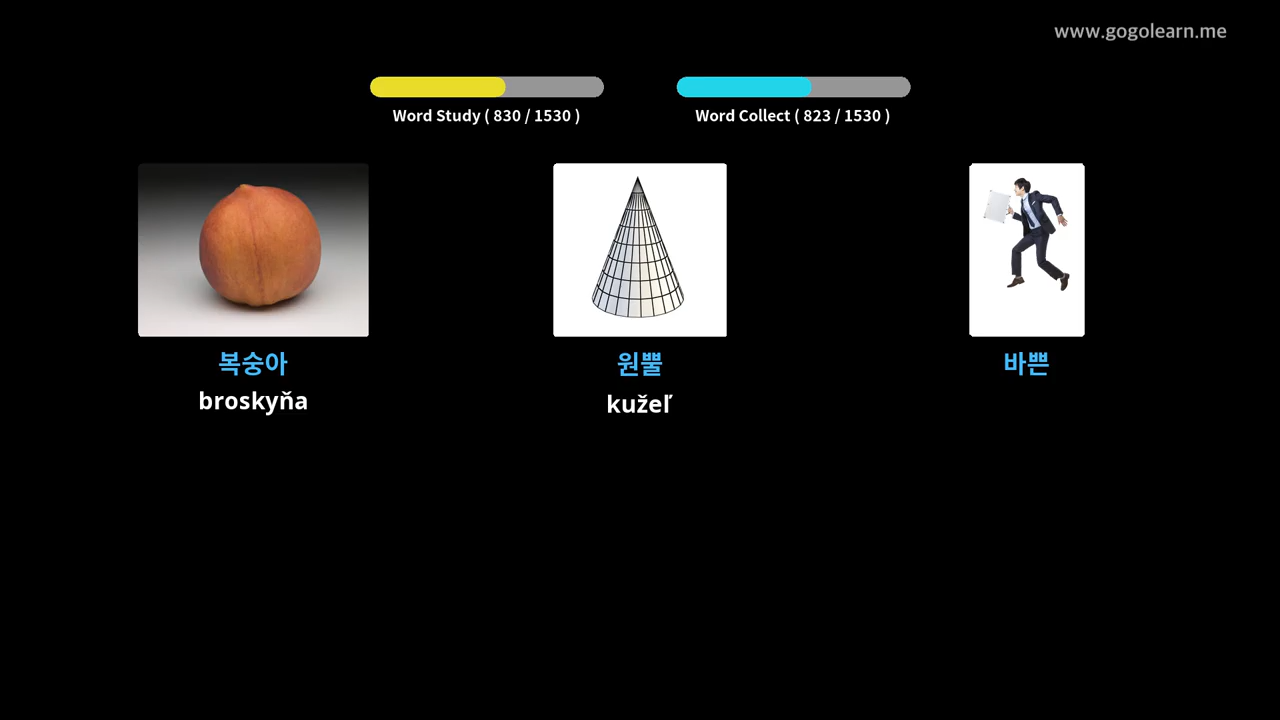 www.gogolearn.me
Word Study ( 830 / 1530 )
Word Collect ( 823 / 1530 )
복숭아
broskyňa
원뿔
kužeľ
바쁜